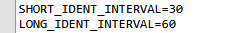 SHORT_IDENT_INTERVAL=30
LONG_IDENT_INTERVAL=60